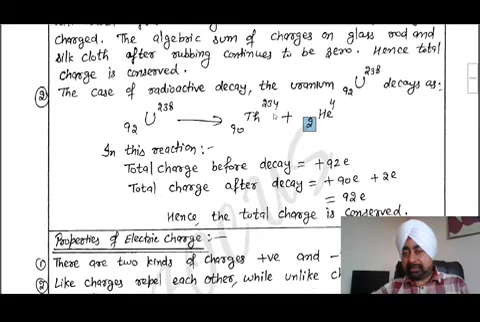 charged. The algebric sum of charges on glass rod and
silk cloth after rubbing continues to be zero. Hence total
charge is conserved.
② The case of radioactive decay, the uranium ₉₂U²³⁸ decays as:
₉₂U²³⁸ ⟶ ₉₀Th²³⁴ + ₂He⁴
In this reaction:-
Total charge before decay = +92e
Total charge after decay = +90e +2e
= 92e
Hence, the total charge is conserved.
Properties of Electric Charge:-
① There are two kinds of charges +ve and -
② Like charges repel each other, while unlike